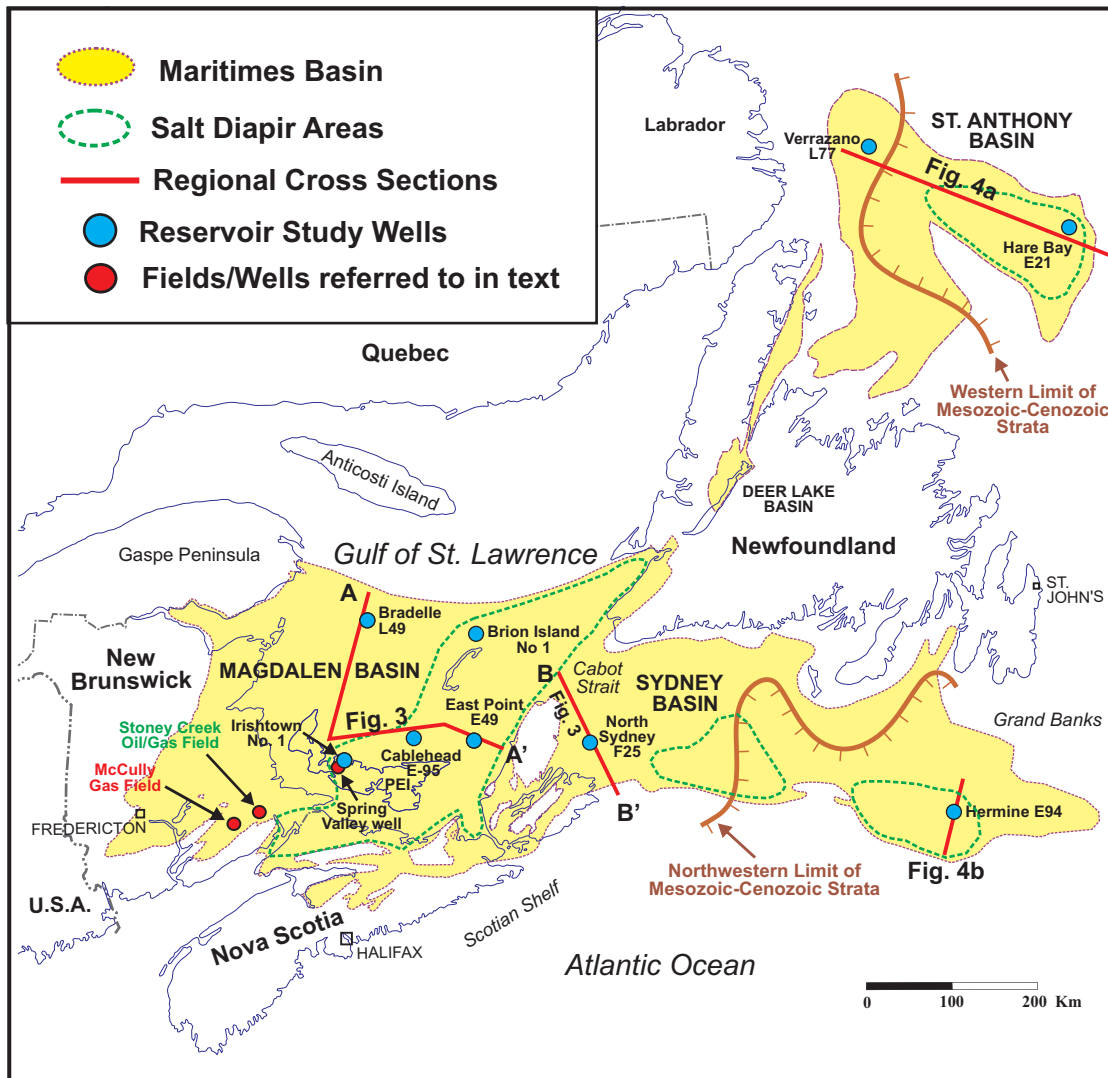 Maritimes Basin
Salt Diapir Areas
Regional Cross Sections
Reservoir Study Wells
Fields/Wells referred to in text
Labrador
Verrazano
L77
ST. ANTHONY
BASIN
Fig. 4a
Hare Bay
E21
Quebec
Western Limit of
Mesozoic-Cenozoic
Strata
Anticosti Island
DEER LAKE
BASIN
Gaspe Peninsula
Gulf of St. Lawrence
Newfoundland
ST.
JOHN'S
A
Bradelle
L49
Brion Island
No 1
New
Brunswick
MAGDALEN BASIN
B
Cabot
Strait
SYDNEY
BASIN
Stoney Creek
Oil/Gas Field
Irishtown
No. 1
Fig. 3
East Point
E49
Fig. 3
North
Sydney
F25
Grand Banks
Cablehead
E-95
A'
McCully
Gas Field
PEI
Spring
Valley well
B'
FREDERICTON
Hermine E94
Northwestern Limit of
Mesozoic-Cenozoic Strata
Fig. 4b
U.S.A.
Nova Scotia
Scotian Shelf
HALIFAX
Atlantic Ocean
0 100 200 Km